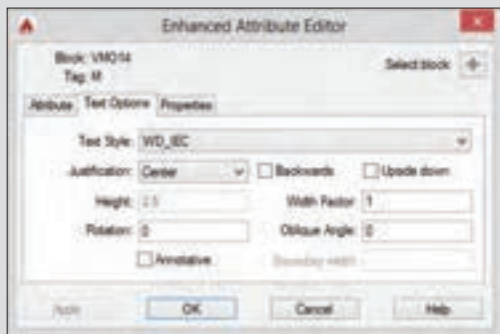 Enhanced Attribute Editor
Block: VMO14
Tag: M
Select block
Attribute Text Options Properties
Text Style: WD_IEC
Justification: Center Backwards Upside down
Height: 2.5 Width Factor: 1
Rotation: 0 Oblique Angle: 0
Annotative Boundary width:
Apply OK Cancel Help